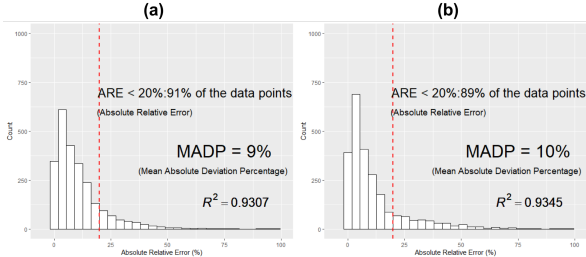 (a)
1000
750
500
250
0
Count
ARE < 20%:91% of the data points
(Absolute Relative Error)
MADP = 9%
(Mean Absolute Deviation Percentage)
R² = 0.9307
0 25 50 75 100
Absolute Relative Error (%)
(b)
1000
750
500
250
0
Count
ARE < 20%:89% of the data points
(Absolute Relative Error)
MADP = 10%
(Mean Absolute Deviation Percentage)
R² = 0.9345
0 25 50 75 100
Absolute Relative Error (%)